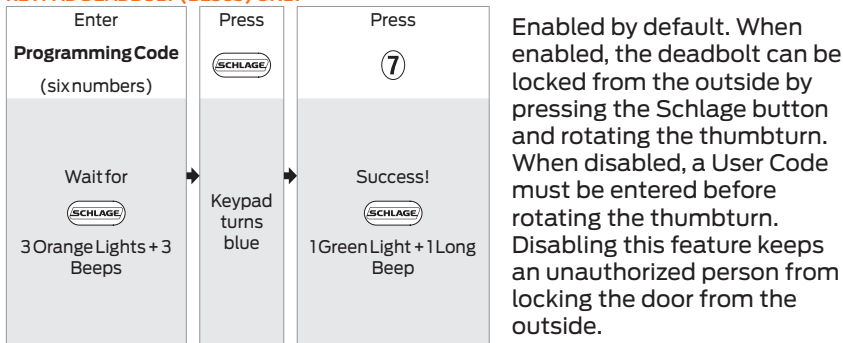 Enter
Programming Code
(six numbers)
Wait for
SCHLAGE
3 Orange Lights + 3
Beeps
Press
SCHLAGE
Keypad
turns
blue
Press
7
Success!
SCHLAGE
1 Green Light + 1 Long
Beep
Enabled by default. When
enabled, the deadbolt can be
locked from the outside by
pressing the Schlage button
and rotating the thumbturn.
When disabled, a User Code
must be entered before
rotating the thumbturn.
Disabling this feature keeps
an unauthorized person from
locking the door from the
outside.